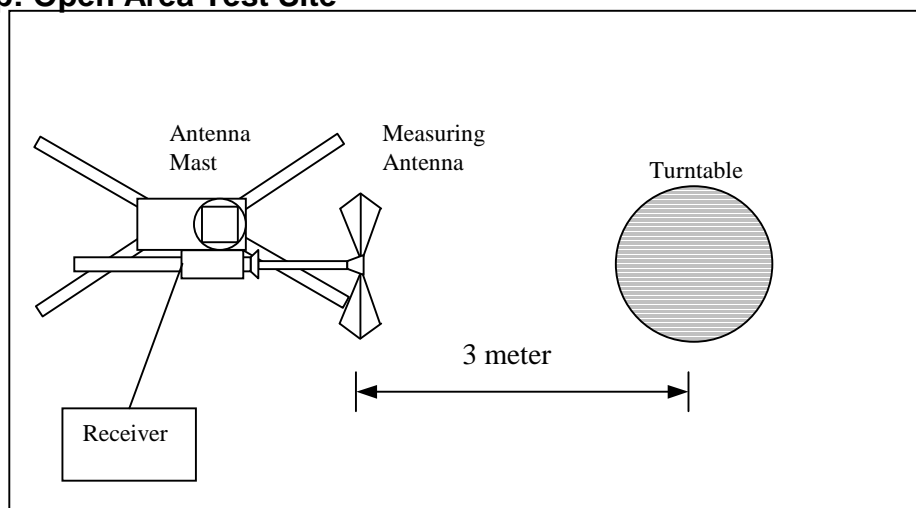 Open Area Test Site
Antenna
Mast
Measuring
Antenna
Turntable
3 meter
Receiver